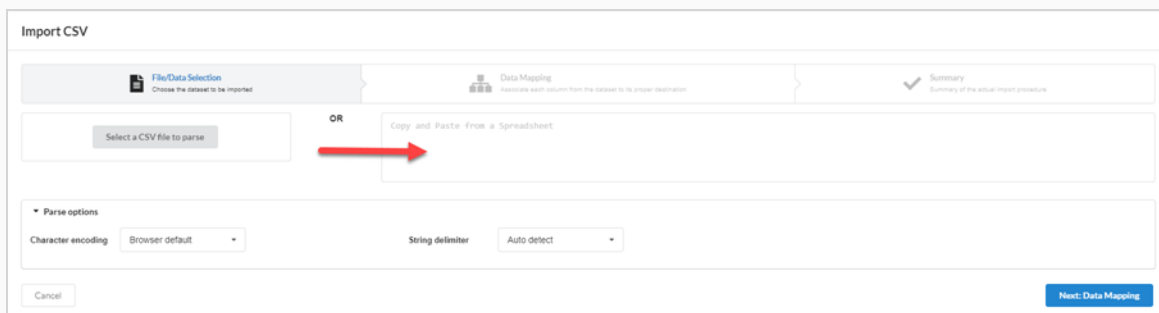 Import CSV
File/Data Selection
Choose the dataset to be imported
Data Mapping
Associate each column from the dataset to its proper destination
Summary
Summary of the actual import procedure
Select a CSV file to parse
OR
Copy and Paste from a Spreadsheet
Parse options
Character encoding Browser default String delimiter Auto detect
Cancel Next: Data Mapping